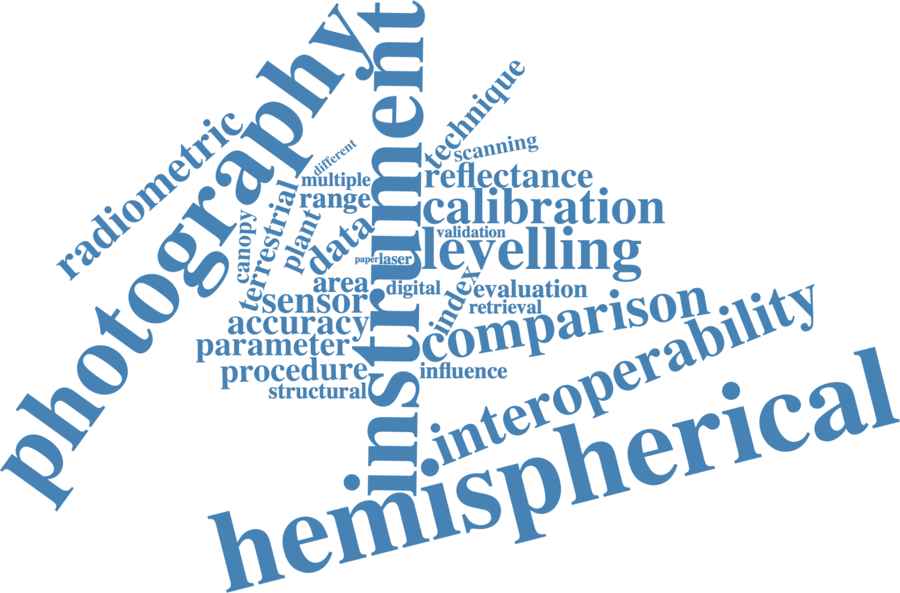 photography
instrument
technique
radiometric
different
scanning
multiple
reflectance
range
calibration
canopy
terrestrial
plant
data
validation
levelling
paper
laser
area
digital
index
evaluation
sensor
retrieval
accuracy
comparison
parameter
interoperability
procedure
influence
structural
hemispherical